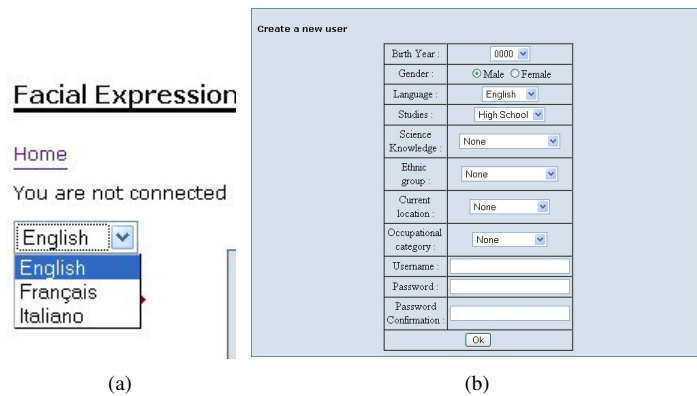 Facial Expression
Home
You are not connected
English
English
Français
Italiano
(a)
Create a new user
Birth Year : 0000
Gender : Male Female
Language : English
Studies : High School
Science
Knowledge : None
Ethnic
group : None
Current
location : None
Occupational
category : None
Username :
Password :
Password
Confirmation :
Ok
(b)